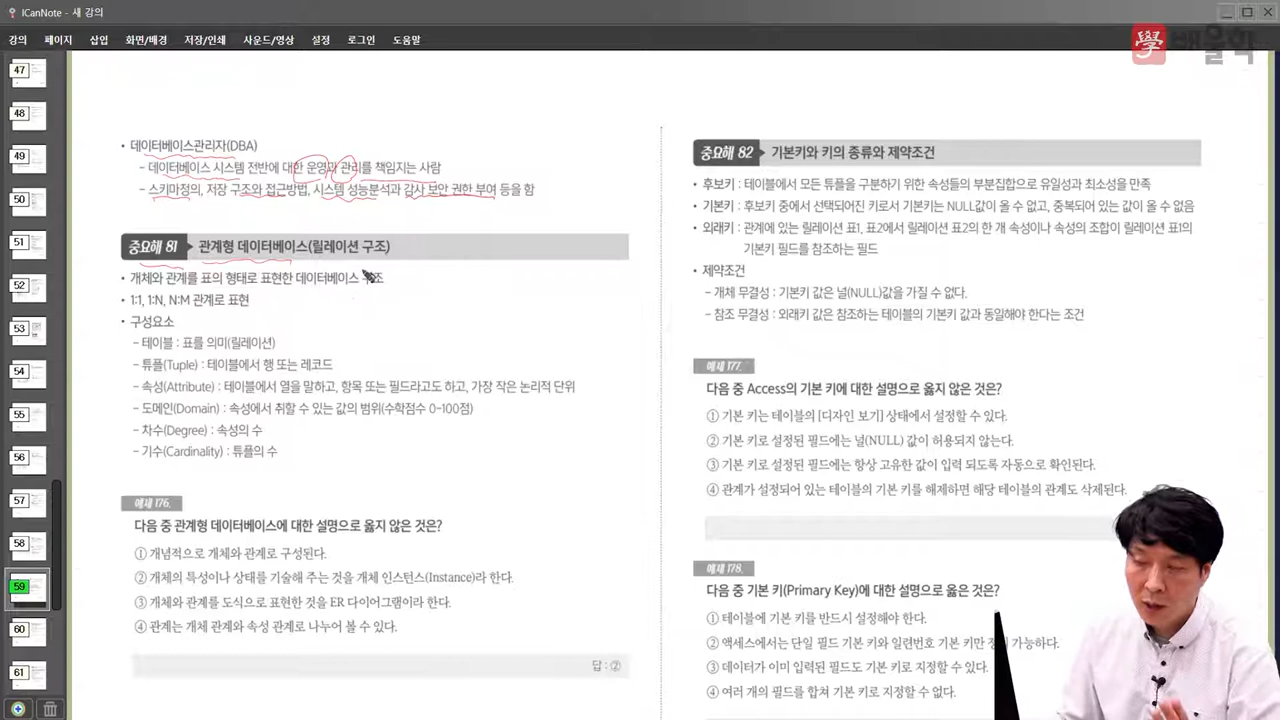 ICanNote - 새 강의
강의 페이지 삽입 화면/배경 저장/인쇄 사운드/영상 설정 로그인 도움말
學 배울학
47
48
49
50
51
52
53
54
55
56
57
58
59
60
61
• 데이터베이스관리자(DBA)
– 데이터베이스 시스템 전반에 대한 운영과 관리를 책임지는 사람
– 스키마정의, 저장 구조와 접근방법, 시스템 성능분석과 감사 보안 권한 부여 등을 함
중요해 81 관계형 데이터베이스(릴레이션 구조)
• 개체와 관계를 표의 형태로 표현한 데이터베이스 구조
• 1:1, 1:N, N:M 관계로 표현
• 구성요소
– 테이블 : 표를 의미(릴레이션)
– 튜플(Tuple) : 테이블에서 행 또는 레코드
– 속성(Attribute) : 테이블에서 열을 말하고, 항목 또는 필드라고도 하고, 가장 작은 논리적 단위
– 도메인(Domain) : 속성에서 취할 수 있는 값의 범위(수학점수 0~100점)
– 차수(Degree) : 속성의 수
– 기수(Cardinality) : 튜플의 수
예제 176.
다음 중 관계형 데이터베이스에 대한 설명으로 옳지 않은 것은?
① 개념적으로 개체와 관계로 구성된다.
② 개체의 특성이나 상태를 기술해 주는 것을 개체 인스턴스(Instance)라 한다.
③ 개체와 관계를 도식으로 표현한 것을 ER 다이어그램이라 한다.
④ 관계는 개체 관계와 속성 관계로 나누어 볼 수 있다.
답 : ②
중요해 82 기본키와 키의 종류와 제약조건
• 후보키 : 테이블에서 모든 튜플을 구분하기 위한 속성들의 부분집합으로 유일성과 최소성을 만족
• 기본키 : 후보키 중에서 선택되어진 키로서 기본키는 NULL값이 올 수 없고, 중복되어 있는 값이 올 수 없음
• 외래키 : 관계에 있는 릴레이션 표1, 표2에서 릴레이션 표2의 한 개 속성이나 속성의 조합이 릴레이션 표1의
기본키 필드를 참조하는 필드
• 제약조건
– 개체 무결성 : 기본키 값은 널(NULL)값을 가질 수 없다.
– 참조 무결성 : 외래키 값은 참조하는 테이블의 기본키 값과 동일해야 한다는 조건
예제 177.
다음 중 Access의 기본 키에 대한 설명으로 옳지 않은 것은?
① 기본 키는 테이블의 [디자인 보기] 상태에서 설정할 수 있다.
② 기본 키로 설정된 필드에는 널(NULL) 값이 허용되지 않는다.
③ 기본 키로 설정된 필드에는 항상 고유한 값이 입력 되도록 자동으로 확인된다.
④ 관계가 설정되어 있는 테이블의 기본 키를 해제하면 해당 테이블의 관계도 삭제된다.
예제 178.
다음 중 기본 키(Primary Key)에 대한 설명으로 옳은 것은?
① 테이블에 기본 키를 반드시 설정해야 한다.
② 액세스에서는 단일 필드 기본 키와 일련번호 기본 키만 가능하다.
③ 데이터가 이미 입력된 필드도 기본 키로 지정할 수 있다.
④ 여러 개의 필드를 합쳐 기본 키로 지정할 수 없다.